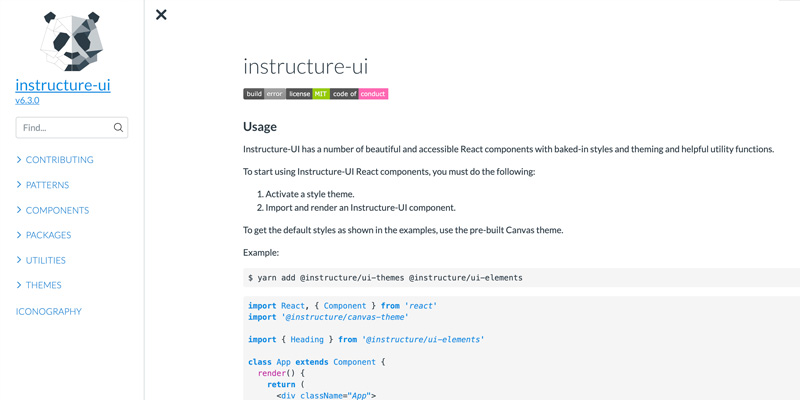 instructure-ui
v6.3.0
Find...
CONTRIBUTING
PATTERNS
COMPONENTS
PACKAGES
UTILITIES
THEMES
ICONOGRAPHY
instructure-ui
build error license MIT code of conduct
Usage
Instructure-UI has a number of beautiful and accessible React components with baked-in styles and theming and helpful utility functions.
To start using Instructure-UI React components, you must do the following:
1. Activate a style theme.
2. Import and render an Instructure-UI component.
To get the default styles as shown in the examples, use the pre-built Canvas theme.
Example:
$ yarn add @instructure/ui-themes @instructure/ui-elements
import React, { Component } from 'react'
import '@instructure/canvas-theme'
import { Heading } from '@instructure/ui-elements'
class App extends Component {
render() {
return (
<div className="App">